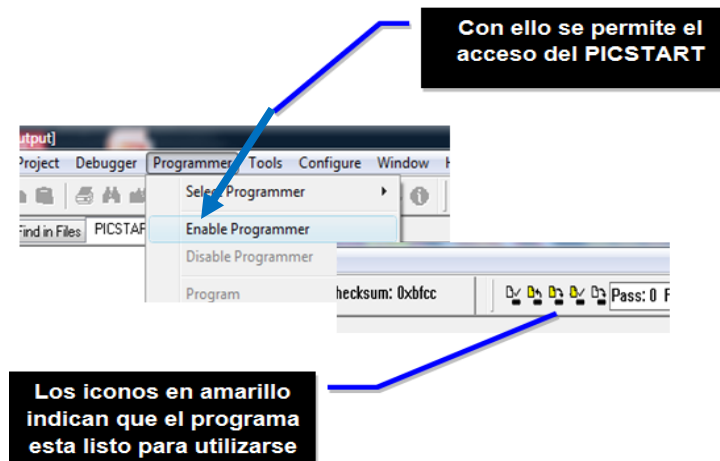 Con ello se permite el
acceso del PICSTART
utput]
Project Debugger Programmer Tools Configure Window
Select Programmer
Find in Files PICSTAR
Enable Programmer
Disable Programmer
Program
hecksum: 0xbfcc
Pass: 0 F
Los iconos en amarillo
indican que el programa
esta listo para utilizarse